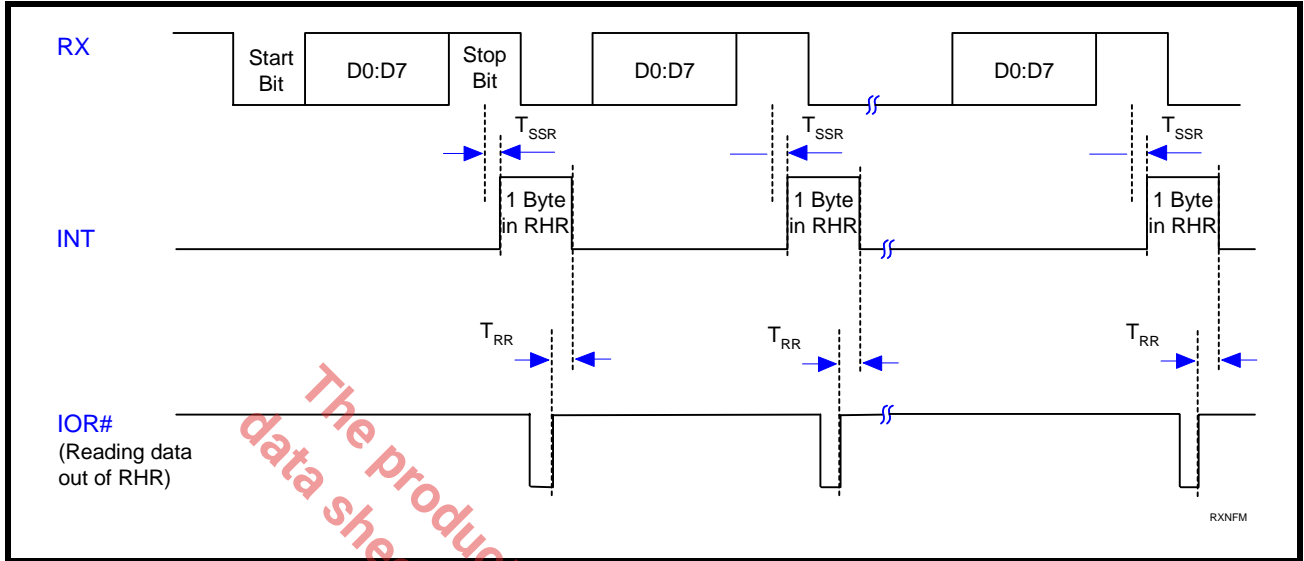 RX
Start
Bit
D0:D7
Stop
Bit
D0:D7
D0:D7
TSSR
TSSR
TSSR
INT
1 Byte
in RHR
1 Byte
in RHR
1 Byte
in RHR
TRR
TRR
TRR
IOR#
(Reading data
out of RHR)
The produc
data she
RXNFM